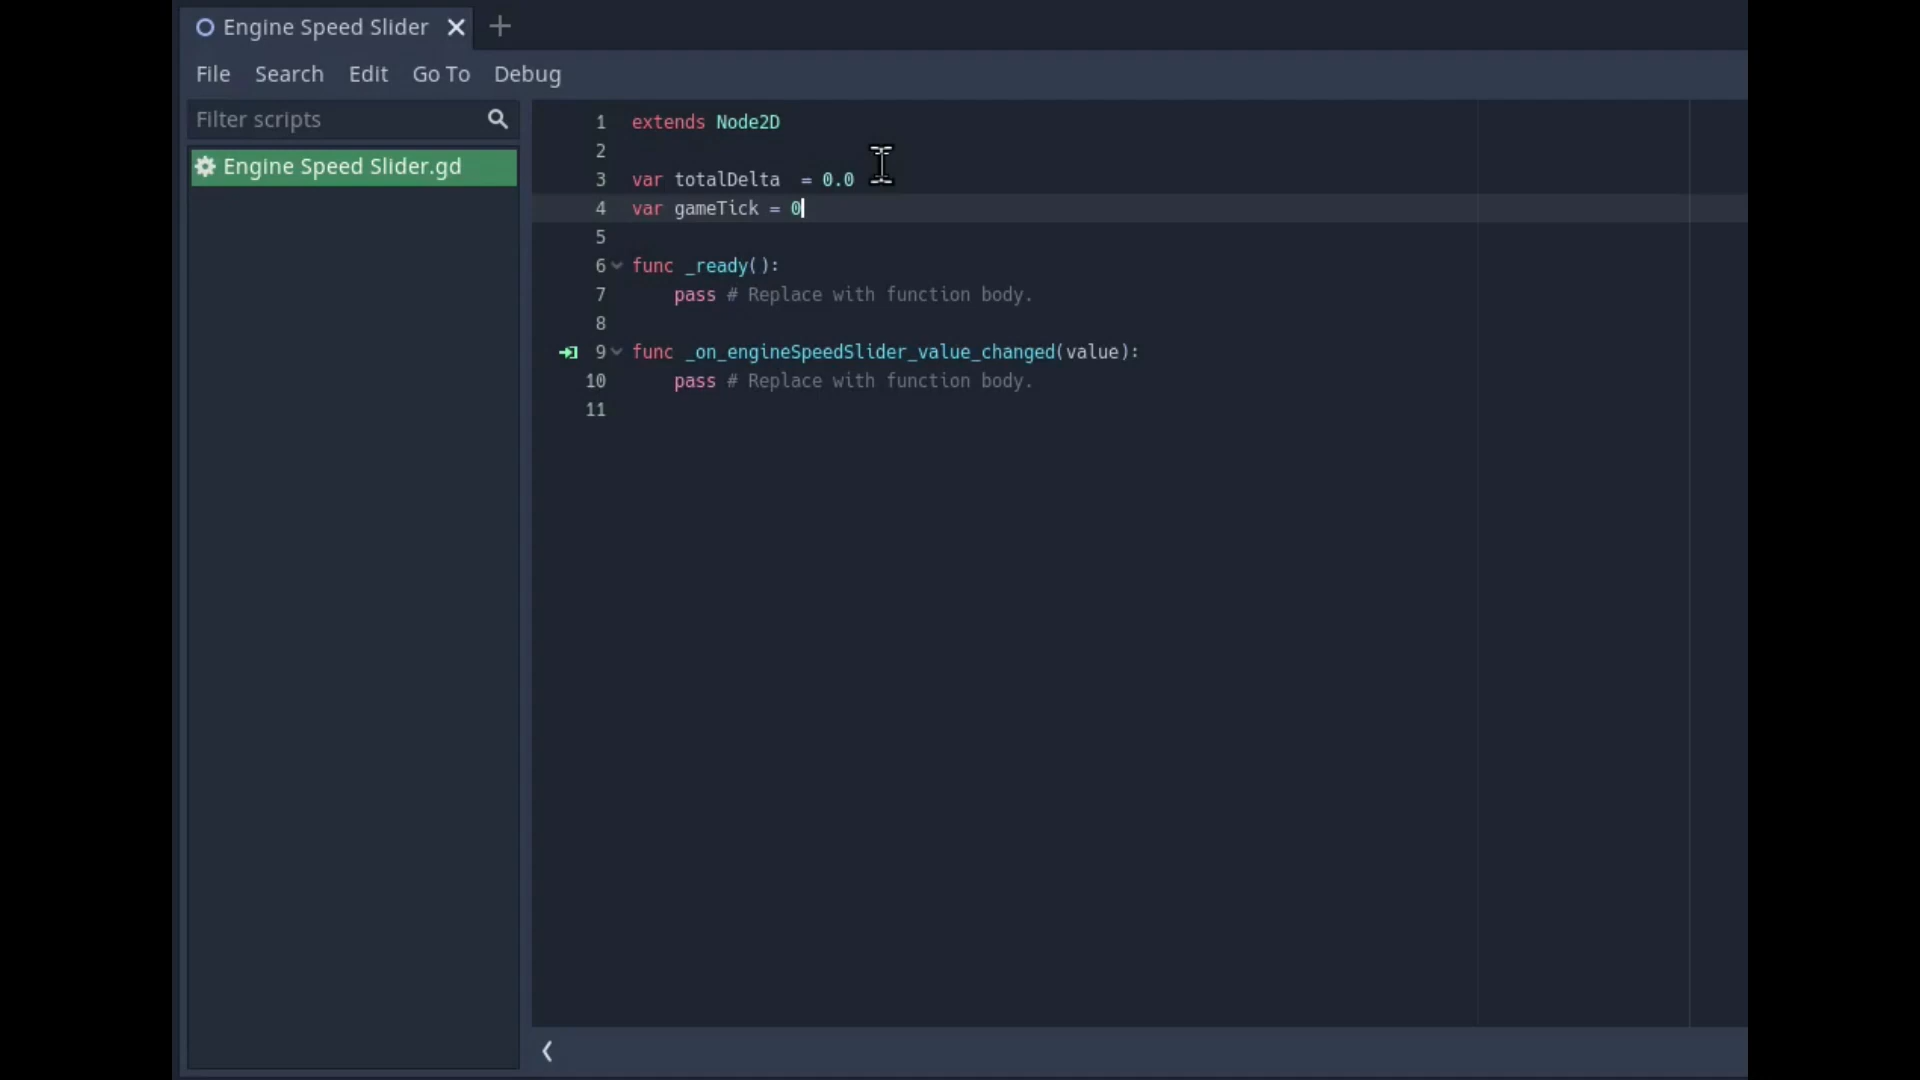 Engine Speed Slider
File Search Edit Go To Debug
Filter scripts
Engine Speed Slider.gd
1 extends Node2D
2
3 var totalDelta  = 0.0
4 var gameTick = 0
5
6 func _ready():
7     pass # Replace with function body.
8
9 func _on_engineSpeedSlider_value_changed(value):
10     pass # Replace with function body.
11